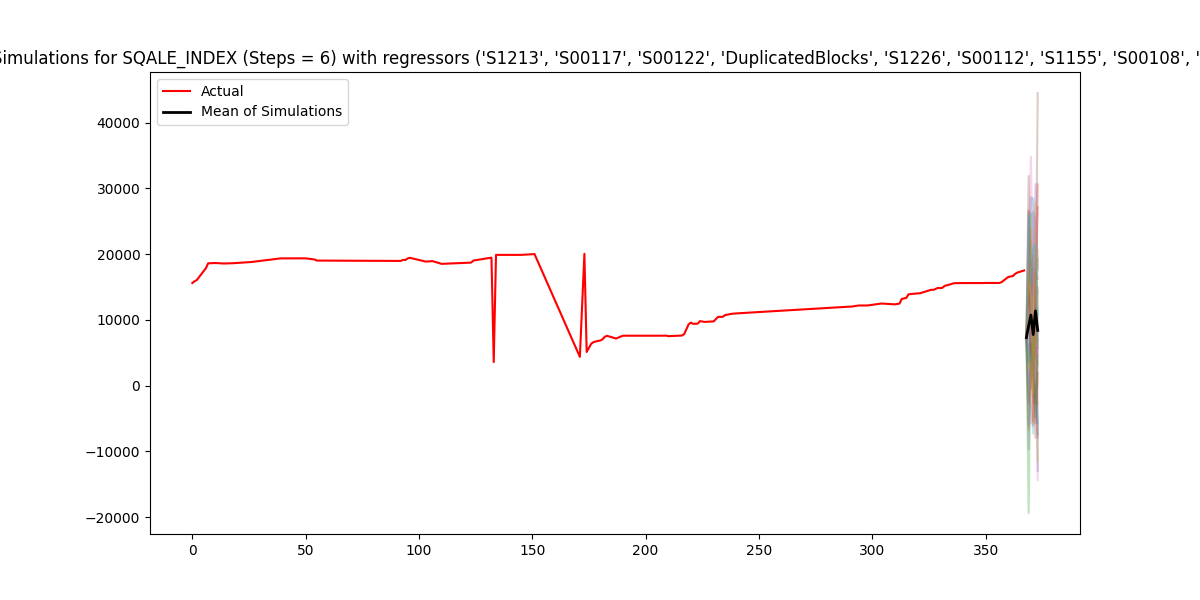 Simulations for SQALE_INDEX (Steps = 6) with regressors ('S1213', 'S00117', 'S00122', 'DuplicatedBlocks', 'S1226', 'S00112', 'S1155', 'S00108', '
Actual
Mean of Simulations
40000
30000
20000
10000
0
−10000
−20000
0 50 100 150 200 250 300 350